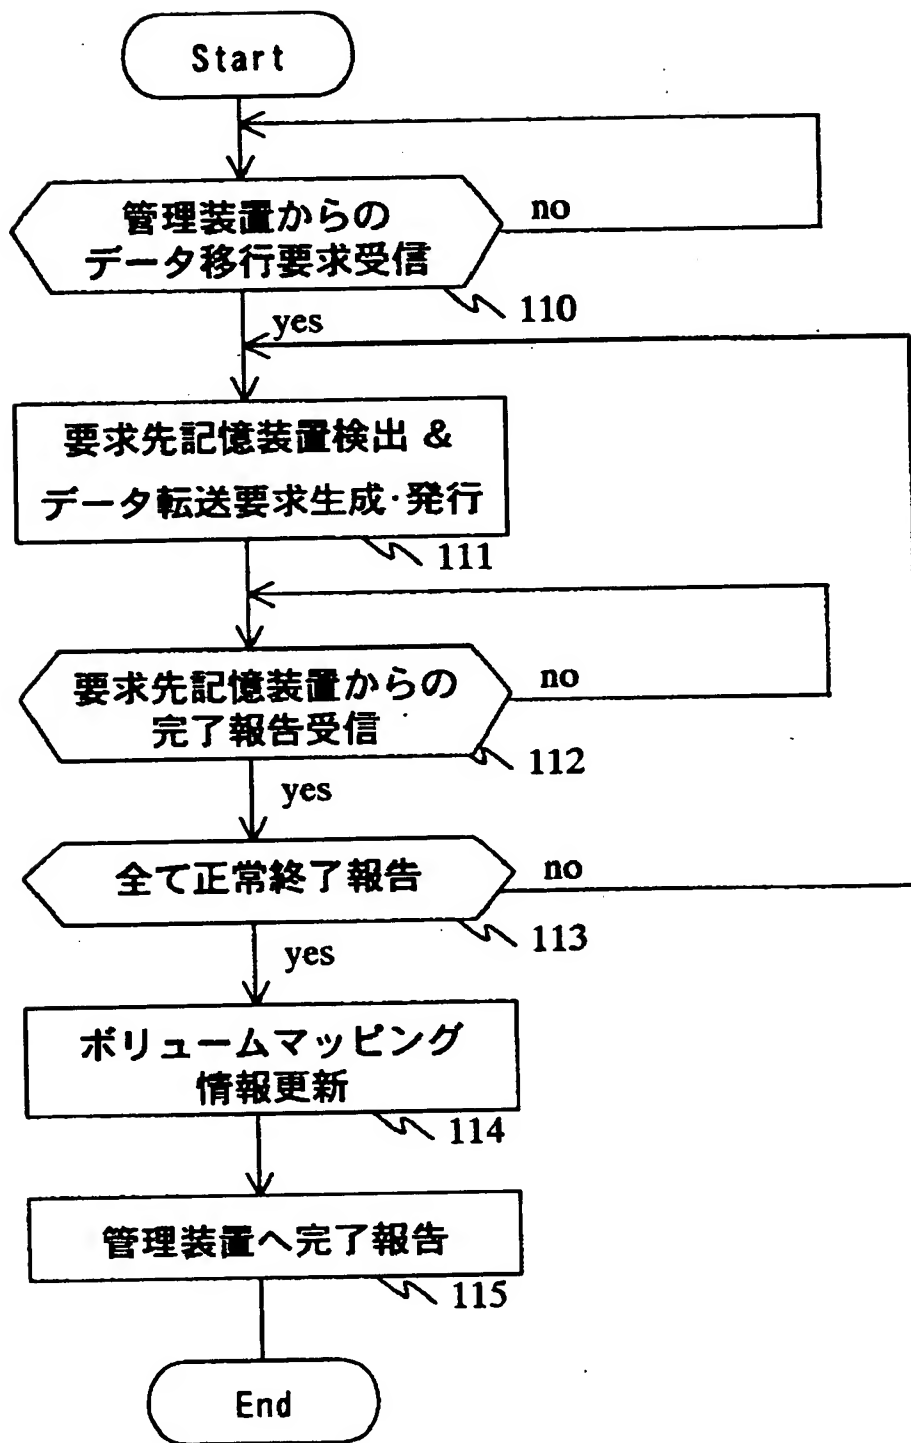 Start
管理装置からの
データ移行要求受信
no
110
yes
要求先記憶装置検出 &
データ転送要求生成·発行
111
要求先記憶装置からの
完了報告受信
no
112
yes
全て正常終了報告
no
113
yes
ボリュームマッピング
情報更新
114
管理装置へ完了報告
115
End